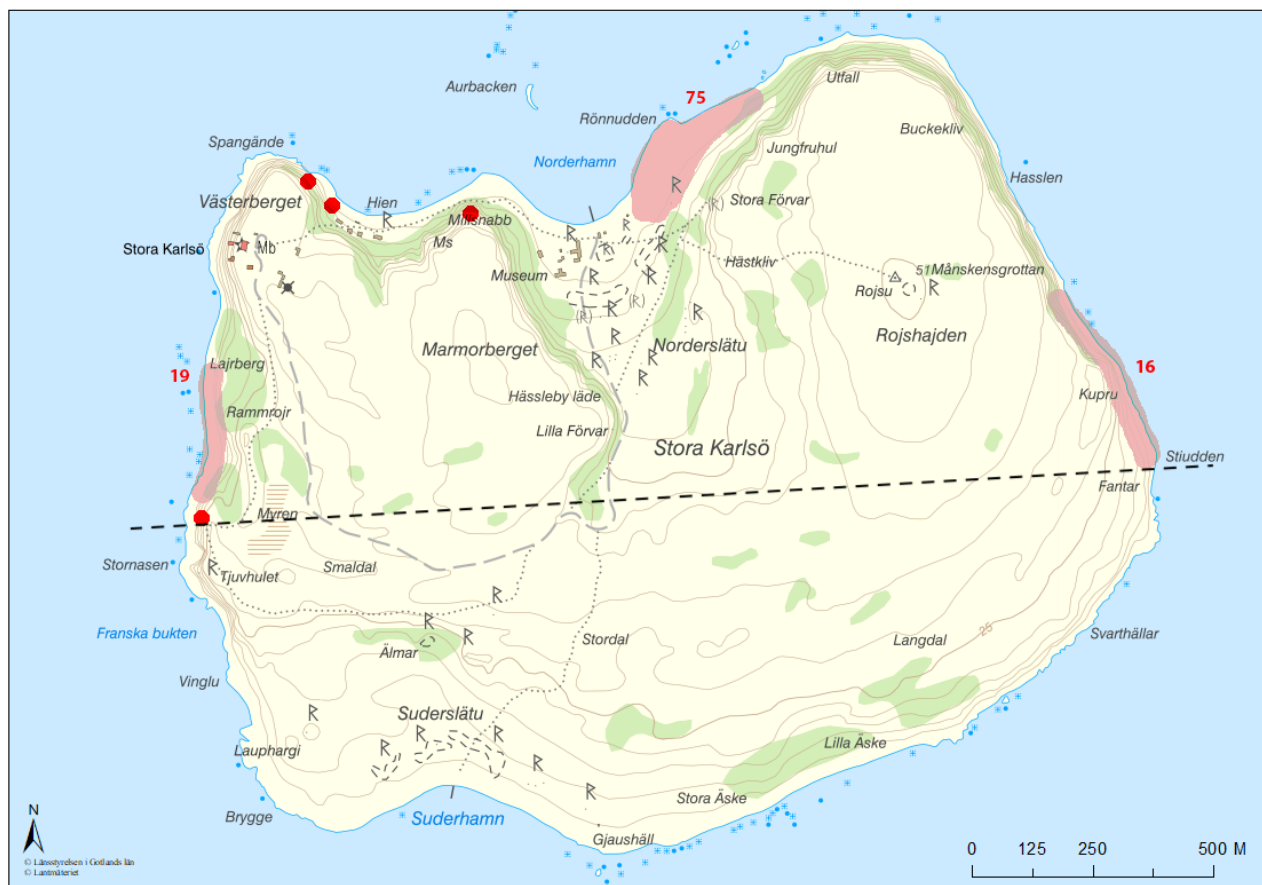 Utfall
Aurbacken
75
Rönnudden
Buckekliv
Spangände
Norderhamn
Jungfruhul
Hasslen
Västerberget
Hien
Stora Förvar
Millsnabb
R
R
(R)
Stora Karlsö
Mb
Ms
R
R
R
R
Museum
Hästkliv
51
Månskensgrottan
R
R
Rojsu
R
(R)
(R)
R
R
Norderslätu
Rojshajden
R
Marmorberget
R
R
Lajrberg
19
16
R
Hässleby läde
Kupru
Rammrojr
Lilla Förvar
Stora Karlsö
Stiudden
Fantar
Myren
Stornasen
R
Tjuvhulet
Smaldal
R
Franska bukten
R
R
Stordal
25
Langdal
Svarthällar
Älmar
Vinglu
R
Suderslätu
R
R
Lauphargi
R
Lilla Äske
R
R
Stora Äske
Brygge
Suderhamn
Gjaushäll
N
© Länsstyrelsen i Gotlands län
© Lantmäteriet
0 125 250 500 M